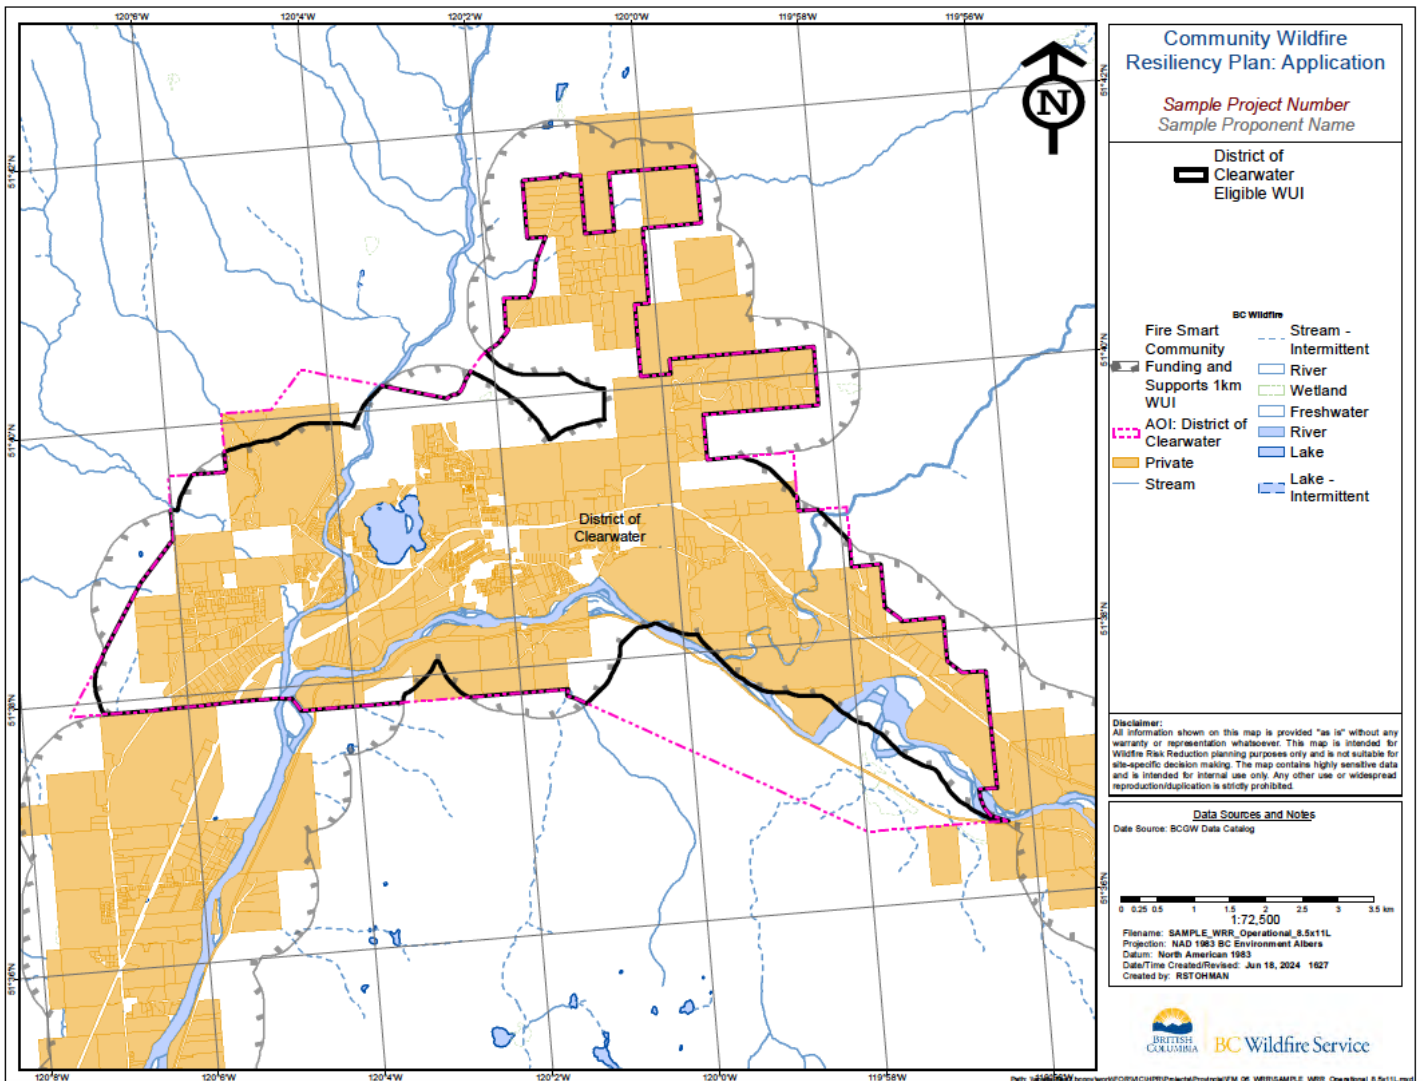 120°6'W
120°4'W
120°2'W
120°0'W
119°58'W
119°56'W
51°42'N
51°42'N
District of
Clearwater
51°38'N
51°36'N
51°36'N
120°8'W
120°6'W
120°4'W
120°2'W
120°0'W
119°58'W
N
Community Wildfire
Resiliency Plan: Application
Sample Project Number
Sample Proponent Name
District of
Clearwater
Eligible WUI
BC Wildfire
Fire Smart
Community
Funding and
Supports 1km
WUI
AOI: District of
Clearwater
Private
Stream
Stream -
Intermittent
River
Wetland
Freshwater
River
Lake
Lake -
Intermittent
Disclaimer:
All information shown on this map is provided "as is" without any
warranty or representation whatsoever. This map is intended for
Wildfire Risk Reduction planning purposes only and is not suitable for
site-specific decision making. The map contains highly sensitive data
and is intended for internal use only. Any other use or widespread
reproduction/duplication is strictly prohibited.
Data Sources and Notes
Date Source: BCGW Data Catalog
0 0.25 0.5 1 1.5 2 2.5 3 3.5 km
1:72,500
Filename: SAMPLE_WRR_Operational_8.5x11L
Projection: NAD 1983 BC Environment Albers
Datum: North American 1983
Date/Time Created/Revised: Jun 18, 2024 1627
Created by: RSTOHMAN
BRITISH
COLUMBIA
BC Wildfire Service